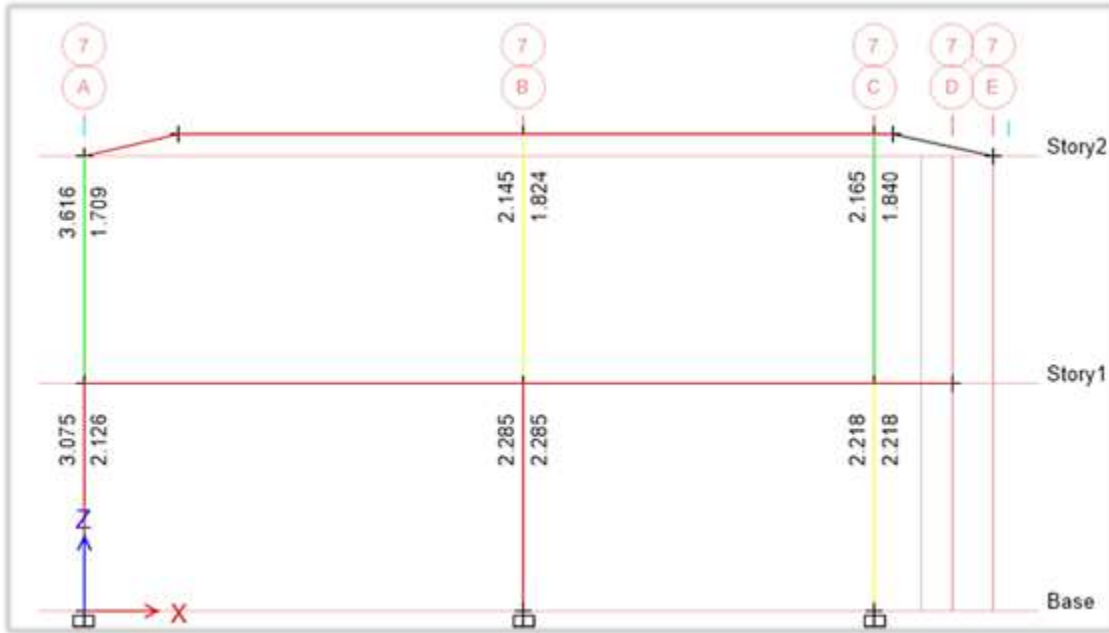 7 7 7 7 7
A B C D E
Story2
3.616 1.709 2.145 1.824 2.165 1.840
Story1
3.075 2.126 2.285 2.285 2.218 2.218
Z
Base
X